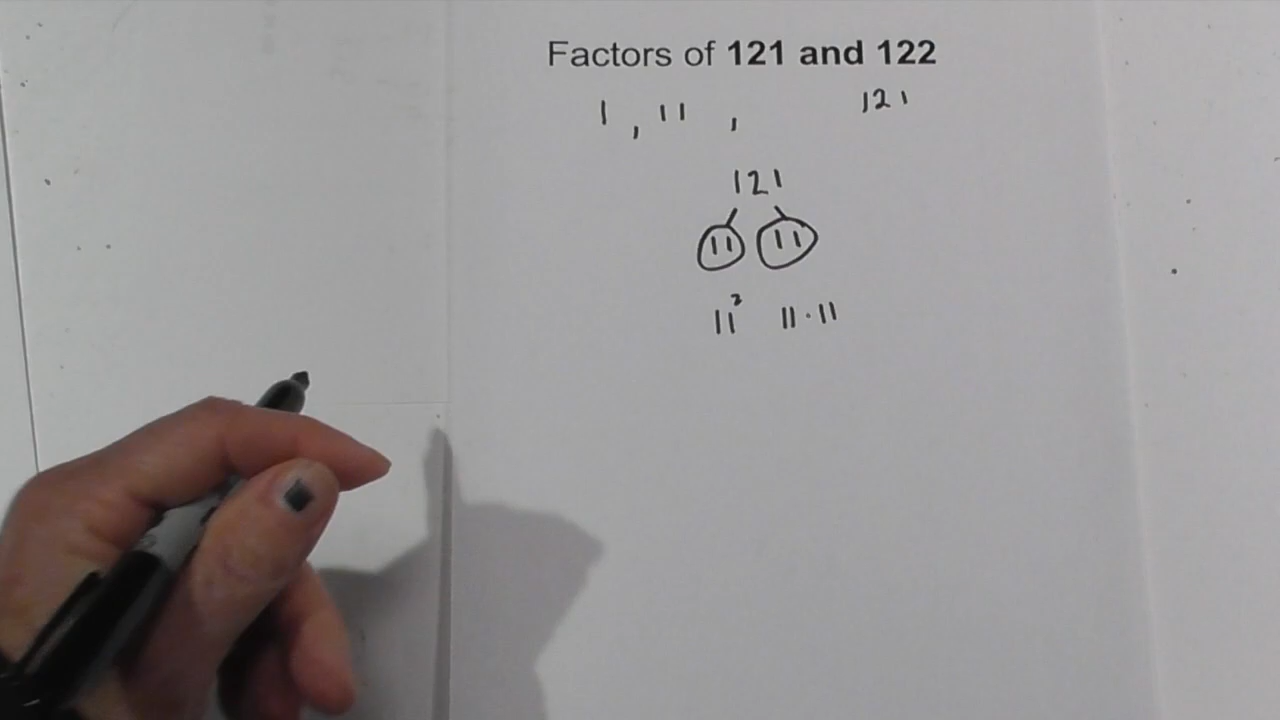 Factors of 121 and 122
1, 11, 121
121
11 11
11² 11·11